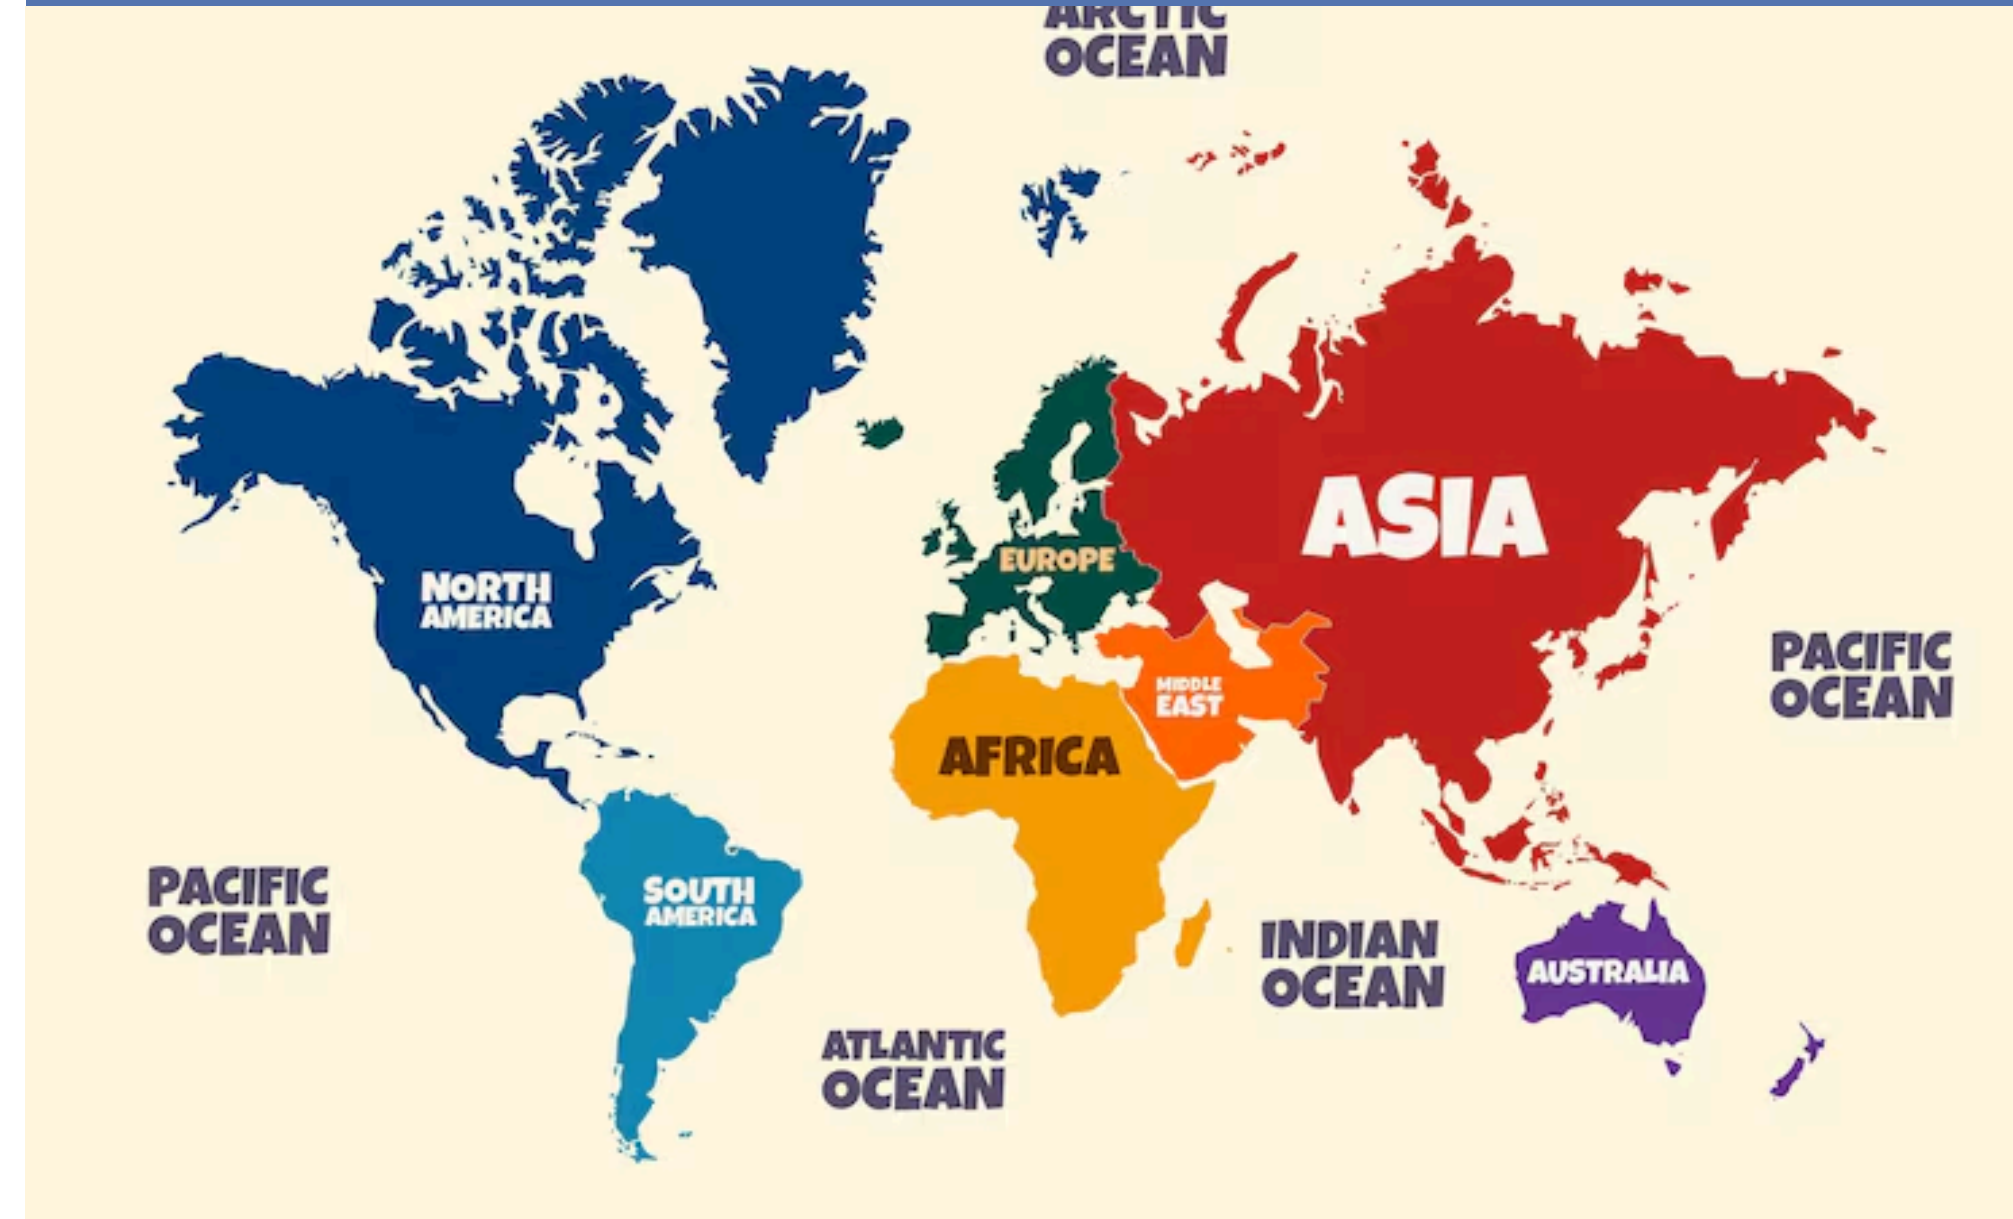 ARCTIC
OCEAN
ASIA
EUROPE
NORTH
AMERICA
PACIFIC
OCEAN
MIDDLE
EAST
AFRICA
SOUTH
AMERICA
PACIFIC
OCEAN
INDIAN
OCEAN
AUSTRALIA
ATLANTIC
OCEAN